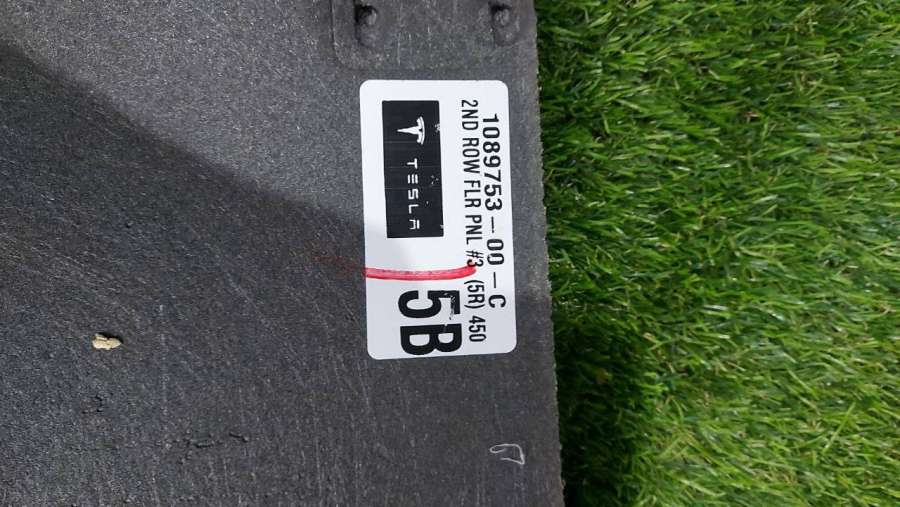 1089753-00-C
2ND ROW FLR PNL #3 (5R) 450
TESLA
5B